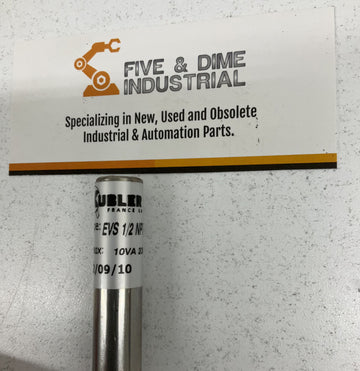 FIVE & DIME
INDUSTRIAL
Specializing in New, Used and Obsolete
Industrial & Automation Parts.
KUBLER
FRANCE
EVS 1/2
10VA
/09/10